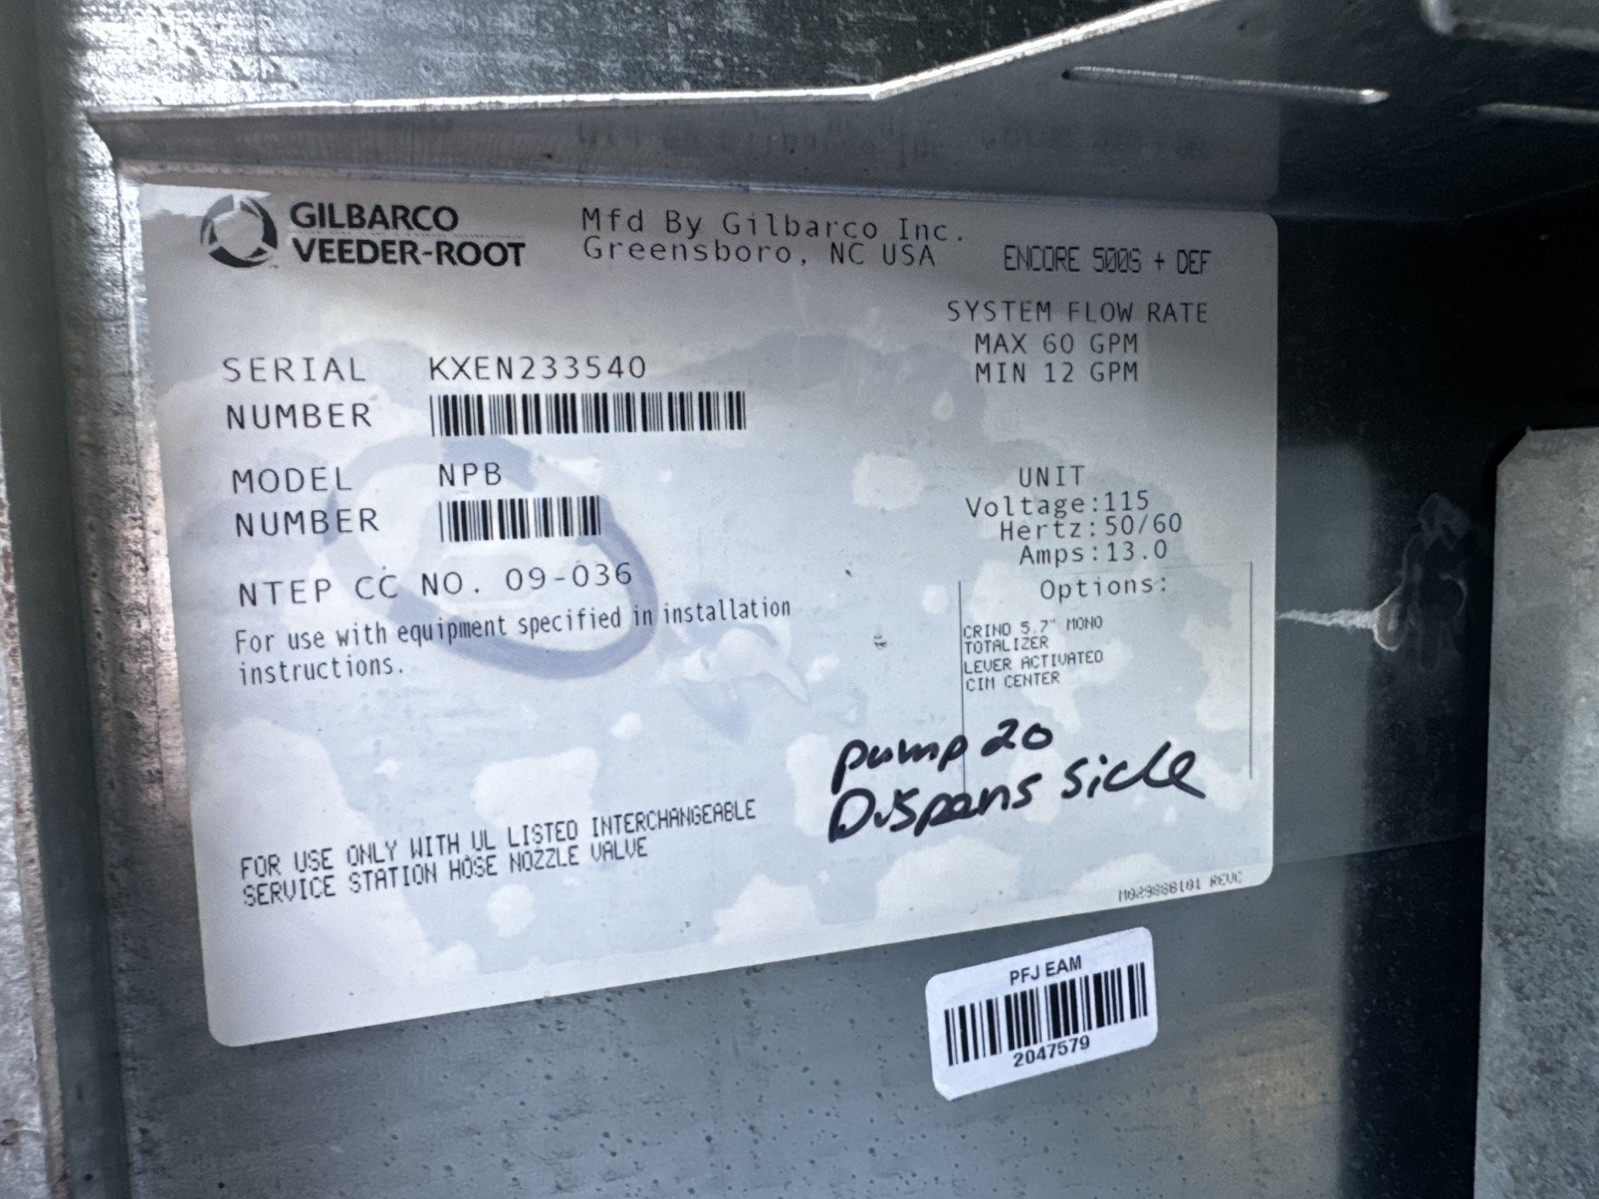 GILBARCO
VEEDER-ROOT
Mfd By Gilbarco Inc.
Greensboro, NC USA
ENCORE 500S + DEF
SYSTEM FLOW RATE
MAX 60 GPM
MIN 12 GPM
SERIAL NUMBER KXEN233540
MODEL NUMBER NPB
NTEP CC NO. 09-036
For use with equipment specified in installation
instructions.
UNIT
Voltage:115
Hertz:50/60
Amps:13.0
Options:
CRIND 5.7" MONO
TOTALIZER
LEVER ACTIVATED
CIM CENTER
pump 20
Dispans side
FOR USE ONLY WITH UL LISTED INTERCHANGEABLE
SERVICE STATION HOSE NOZZLE VALVE
M02988B101 REVC
PFJ EAM
2047579